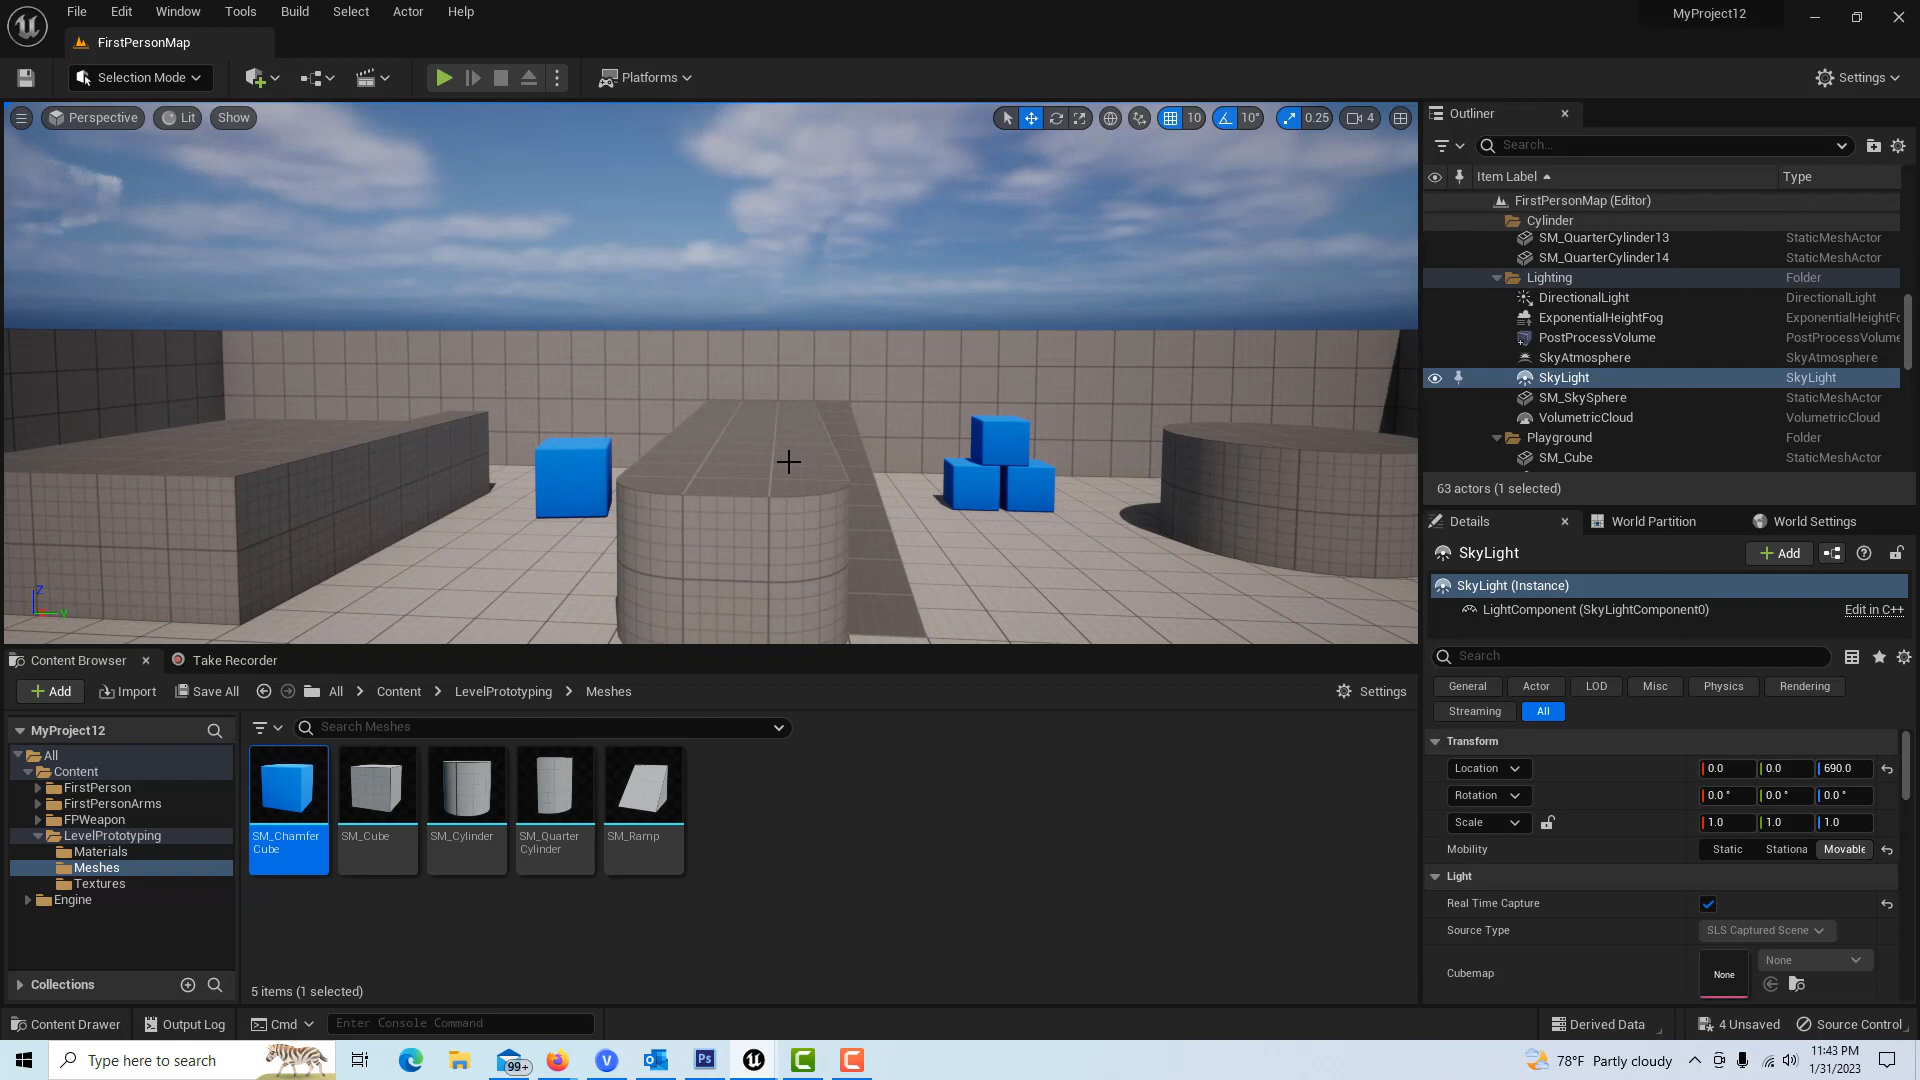 File Edit Window Tools Build Select Actor Help
MyProject12
FirstPersonMap
Selection Mode
Platforms
Settings
Perspective
Lit
Show
10
10°
0.25
4
Outliner
Search...
Item Label
Type
FirstPersonMap (Editor)
Cylinder
SM_QuarterCylinder13 StaticMeshActor
SM_QuarterCylinder14 StaticMeshActor
Lighting Folder
DirectionalLight DirectionalLight
ExponentialHeightFog ExponentialHeightFo
PostProcessVolume PostProcessVolume
SkyAtmosphere SkyAtmosphere
SkyLight SkyLight
SM_SkySphere StaticMeshActor
VolumetricCloud VolumetricCloud
Playground Folder
SM_Cube StaticMeshActor
63 actors (1 selected)
Details
World Partition
World Settings
SkyLight
Add
SkyLight (Instance)
LightComponent (SkyLightComponent0) Edit in C++
Search
General Actor LOD Misc Physics Rendering
Streaming All
Transform
Location 0.0 0.0 690.0
Rotation 0.0° 0.0° 0.0°
Scale 1.0 1.0 1.0
Mobility Static Stationa Movable
Light
Real Time Capture
Source Type SLS Captured Scene
Cubemap None None
Z
Y
Content Browser
Take Recorder
Add Import Save All All Content LevelPrototyping Meshes Settings
MyProject12
All
Content
FirstPerson
FirstPersonArms
FPWeapon
LevelPrototyping
Materials
Meshes
Textures
Engine
Collections
Search Meshes
SM_Chamfer
Cube
SM_Cube
SM_Cylinder
SM_Quarter
Cylinder
SM_Ramp
5 items (1 selected)
Content Drawer Output Log Cmd Enter Console Command Derived Data 4 Unsaved Source Control
Type here to search
99+
V
Ps
78°F Partly cloudy
11:43 PM
1/31/2023